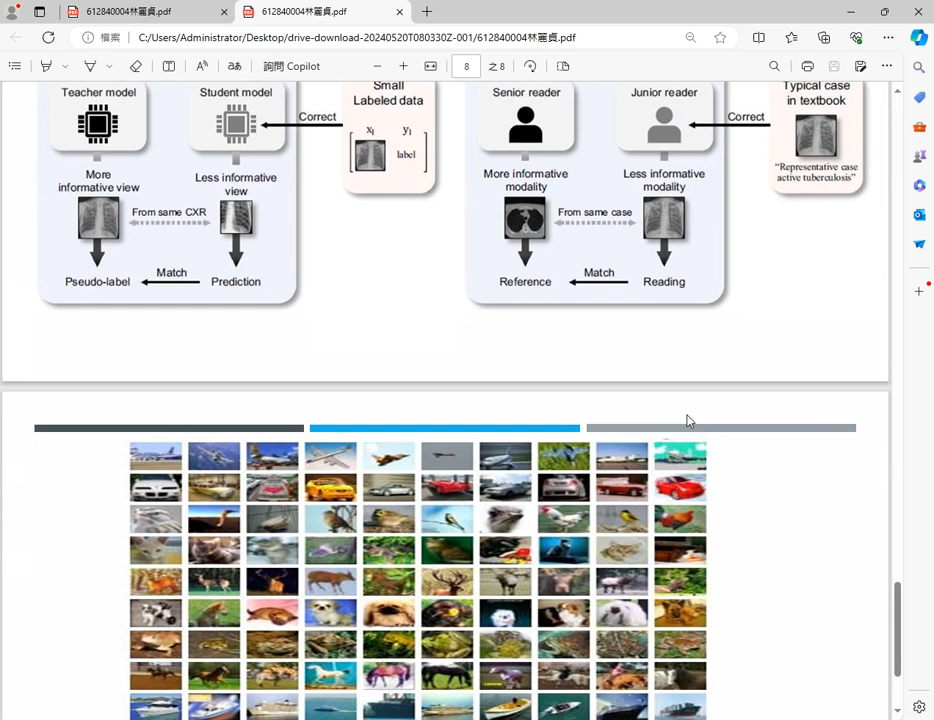 612840004林麗貞.pdf
612840004林麗貞.pdf
檔案
C:/Users/Administrator/Desktop/drive-download-20240520T080330Z-001/612840004林麗貞.pdf
詢問 Copilot
8
之 8
Teacher model
Student model
Correct
Small
Labeled data
xₗ yₗ
label
More
informative view
Less informative
view
From same CXR
Pseudo-label
Match
Prediction
Senior reader
Junior reader
Correct
Typical case
in textbook
“Representative case
active tuberculosis”
More informative
modality
Less informative
modality
From same case
Reference
Match
Reading